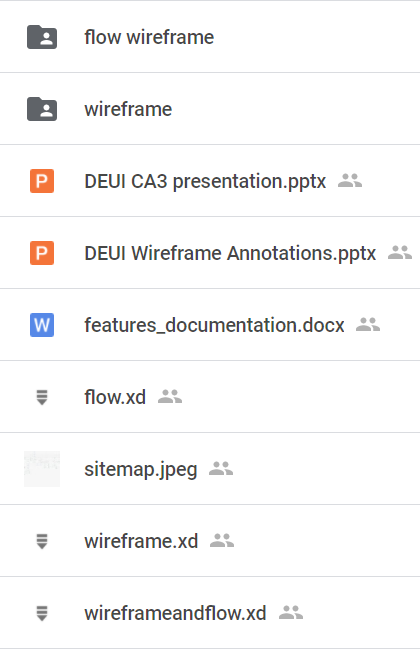 flow wireframe
wireframe
P DEUI CA3 presentation.pptx
P DEUI Wireframe Annotations.pptx
W features_documentation.docx
flow.xd
sitemap.jpeg
wireframe.xd
wireframeandflow.xd